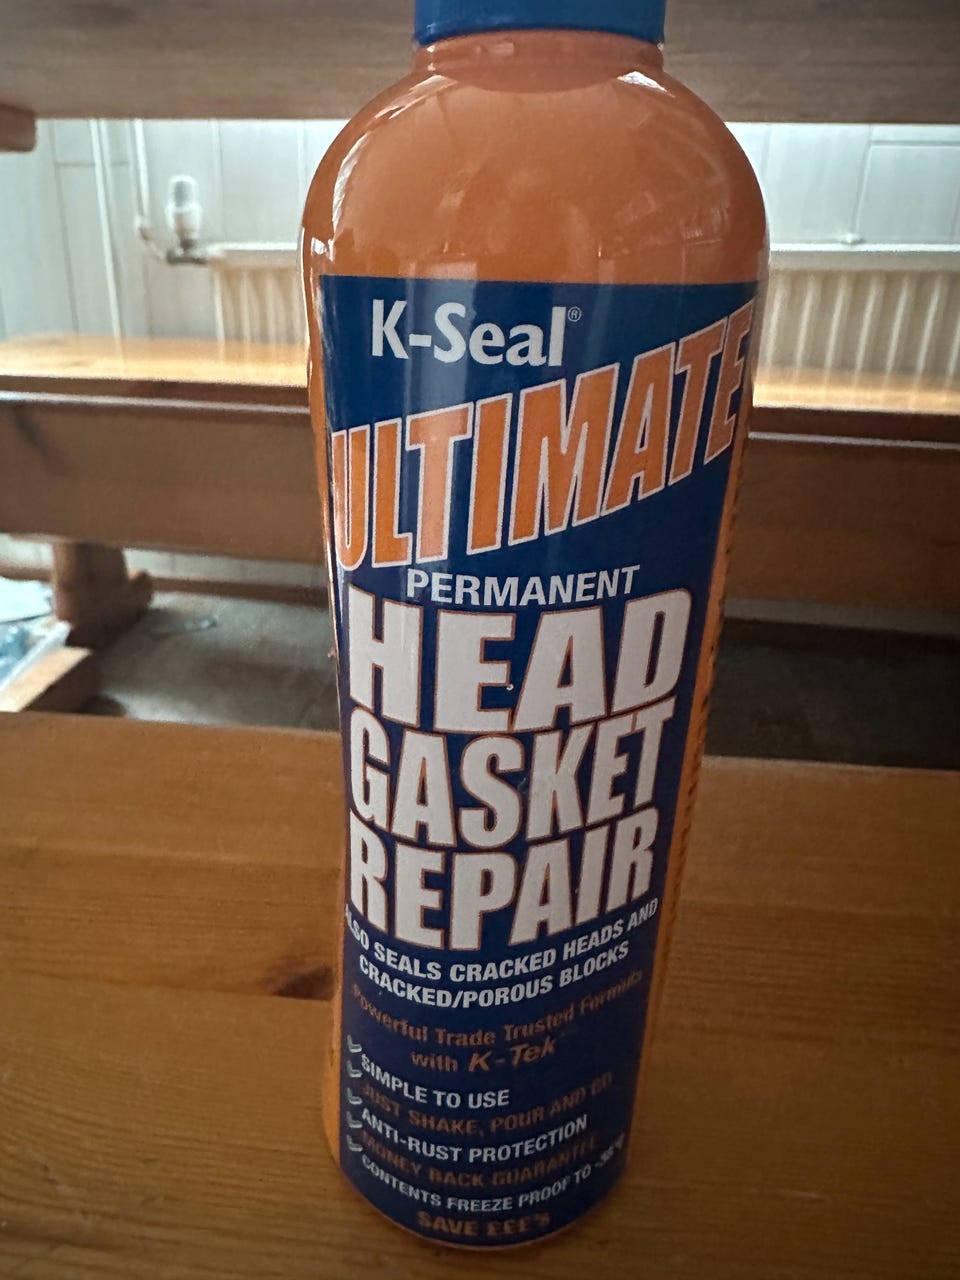 K-Seal®
ULTIMATE
PERMANENT
HEAD
GASKET
REPAIR
ALSO SEALS CRACKED HEADS AND
CRACKED/POROUS BLOCKS
Powerful Trade Trusted Formula
with K-Tek
SIMPLE TO USE
JUST SHAKE, POUR AND GO
ANTI-RUST PROTECTION
MONEY BACK GUARANTEE
CONTENTS FREEZE PROOF TO
SAVE £££'s